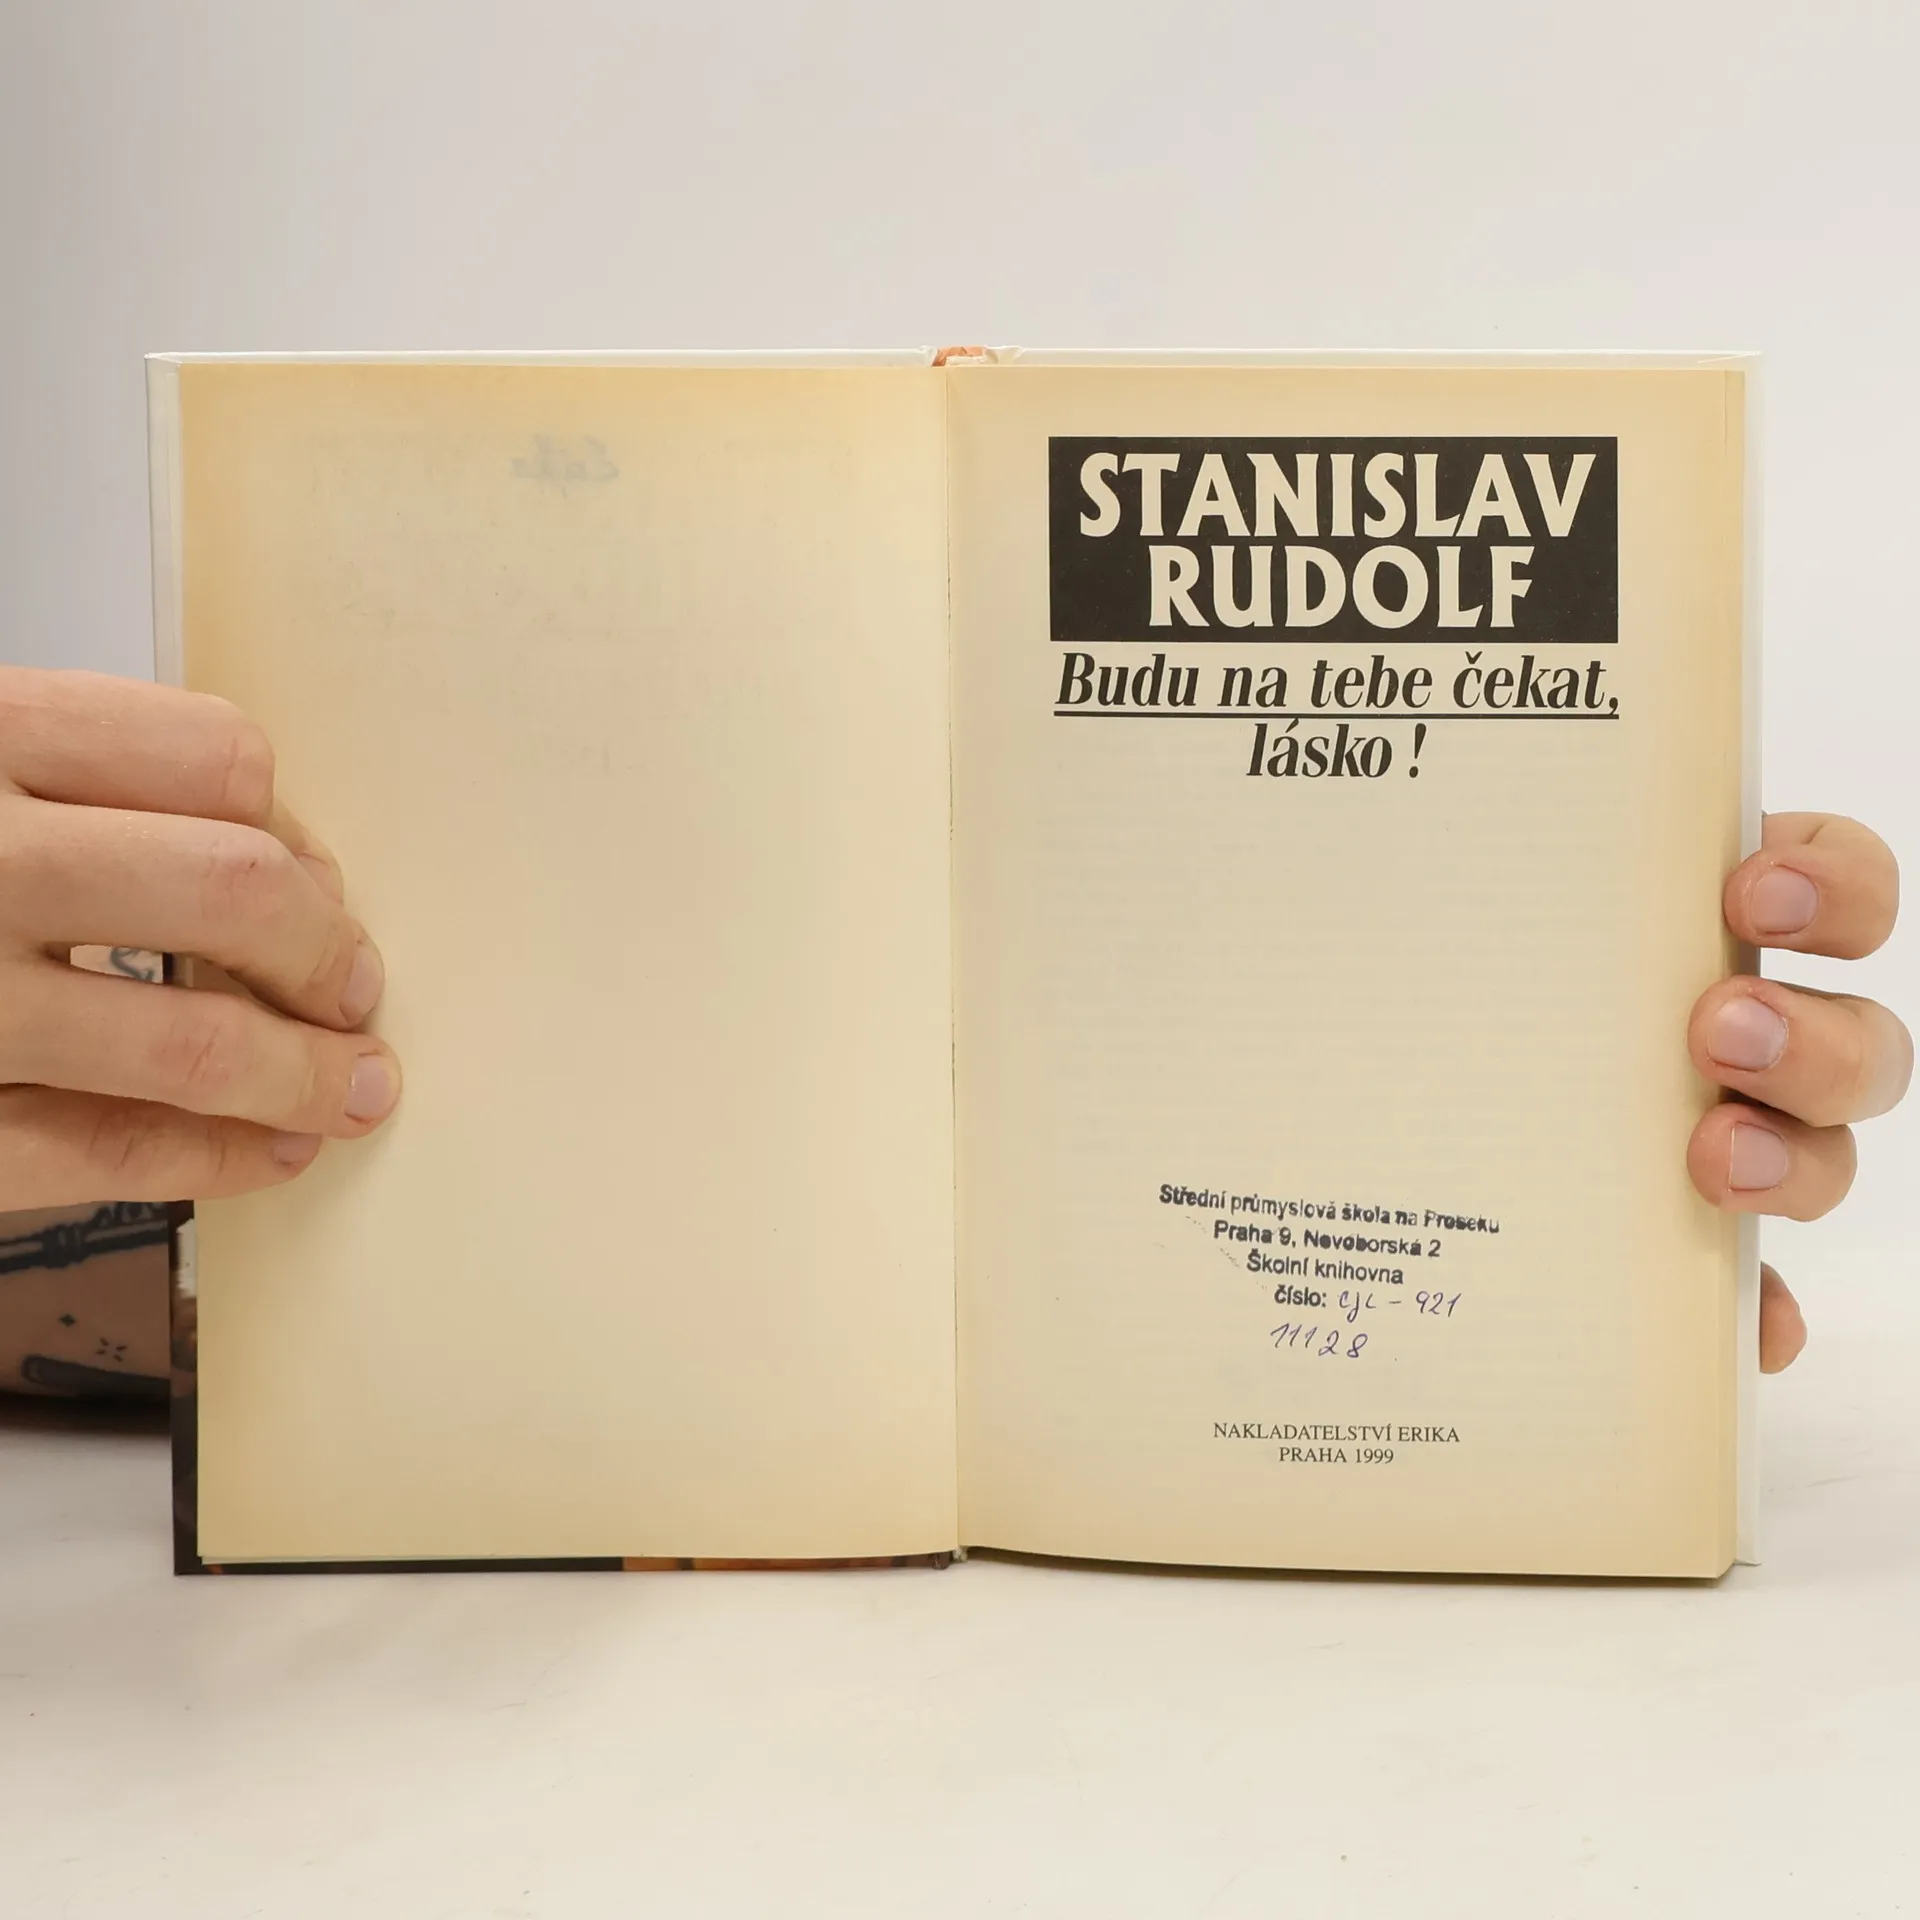 STANISLAV
RUDOLF
Budu na tebe čekat,
lásko !
Střední průmyslová škola na Proseku
Praha 9, Novoborská 2
Školní knihovna
číslo: čjl - 921
11128
NAKLADATELSTVÍ ERIKA
PRAHA 1999